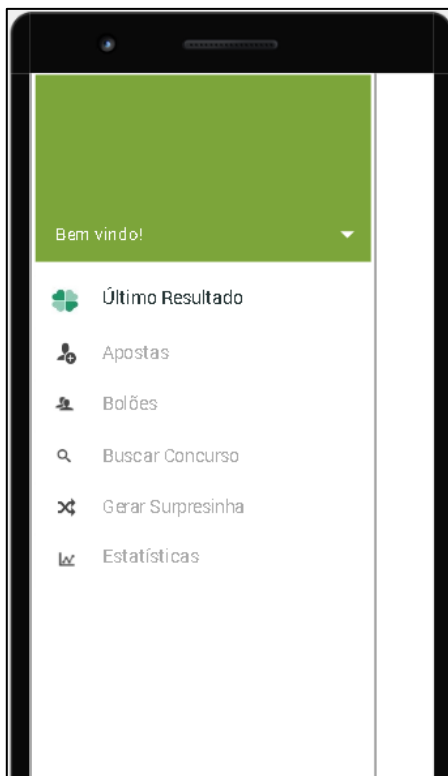 Bem vindo!
Último Resultado
Apostas
Bolões
Buscar Concurso
Gerar Surpresinha
Estatísticas